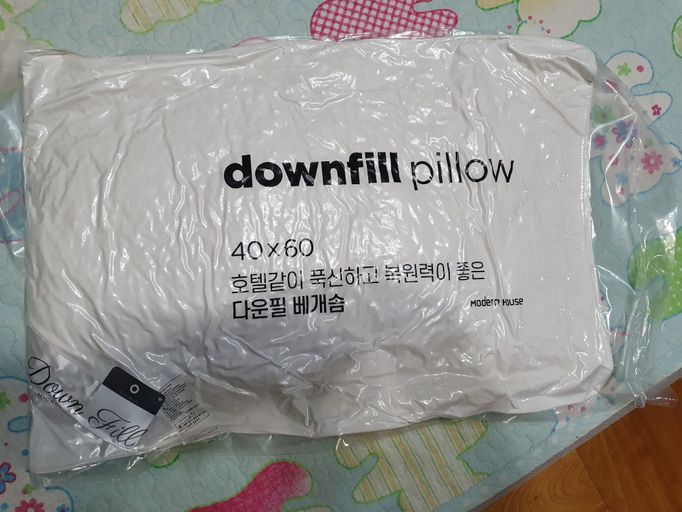 downfill pillow
40×60
호텔같이 푹신하고 복원력이 좋은
다운필 베개솜
Modern House
Down
Fill